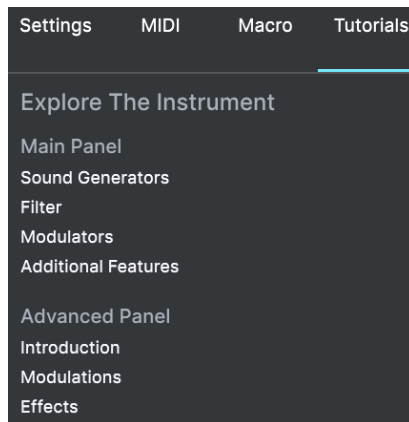 Settings MIDI Macro Tutorials
Explore The Instrument
Main Panel
Sound Generators
Filter
Modulators
Additional Features
Advanced Panel
Introduction
Modulations
Effects